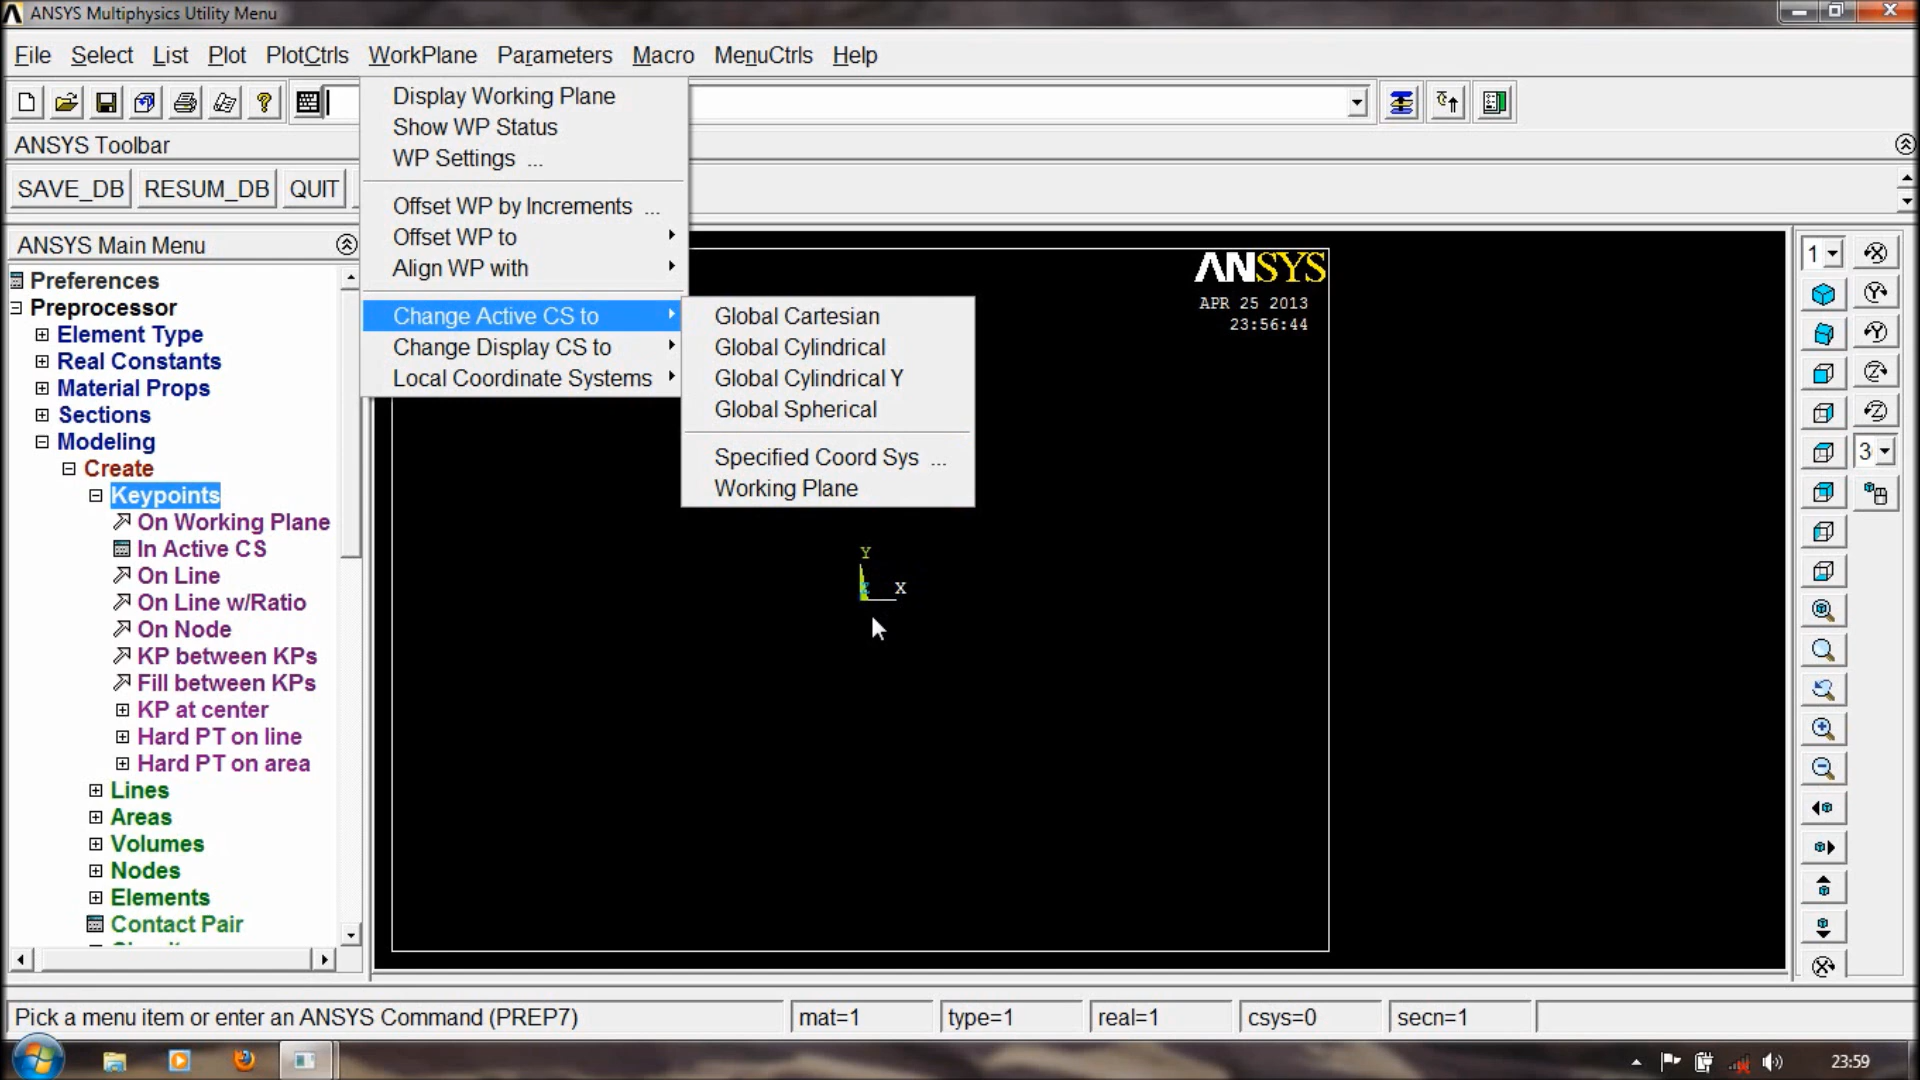 ANSYS Multiphysics Utility Menu
File Select List Plot PlotCtrls WorkPlane Parameters Macro MenuCtrls Help
ANSYS Toolbar
SAVE_DB RESUM_DB QUIT
Display Working Plane
Show WP Status
WP Settings ...
Offset WP by Increments ...
Offset WP to
Align WP with
Change Active CS to
Change Display CS to
Local Coordinate Systems
Global Cartesian
Global Cylindrical
Global Cylindrical Y
Global Spherical
Specified Coord Sys ...
Working Plane
ANSYS Main Menu
Preferences
Preprocessor
Element Type
Real Constants
Material Props
Sections
Modeling
Create
Keypoints
On Working Plane
In Active CS
On Line
On Line w/Ratio
On Node
KP between KPs
Fill between KPs
KP at center
Hard PT on line
Hard PT on area
Lines
Areas
Volumes
Nodes
Elements
Contact Pair
ANSYS
APR 25 2013
23:56:44
Y
X
1
3
Pick a menu item or enter an ANSYS Command (PREP7)
mat=1
type=1
real=1
csys=0
secn=1
23:59